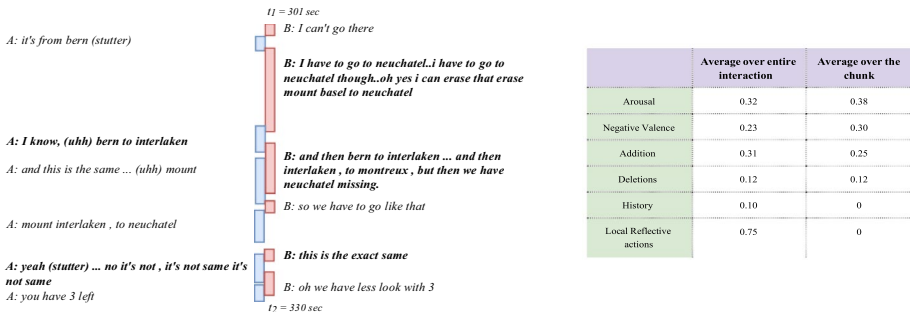 t1 = 301 sec
B: I can't go there
A: it's from bern (stutter)
B: I have to go to neuchatel..i have to go to
neuchatel though..oh yes i can erase that erase
mount basel to neuchatel
A: I know, (uhh) bern to interlaken
B: and then bern to interlaken ... and then
interlaken , to montreux , but then we have
neuchatel missing.
A: and this is the same ... (uhh) mount
B: so we have to go like that
A: mount interlaken , to neuchatel
B: this is the exact same
A: yeah (stutter) ... no it's not , it's not same it's
not same
B: oh we have less look with 3
A: you have 3 left
t2 = 330 sec
Average over entire interaction Average over the chunk
Arousal 0.32 0.38
Negative Valence 0.23 0.30
Addition 0.31 0.25
Deletions 0.12 0.12
History 0.10 0
Local Reflective actions 0.75 0